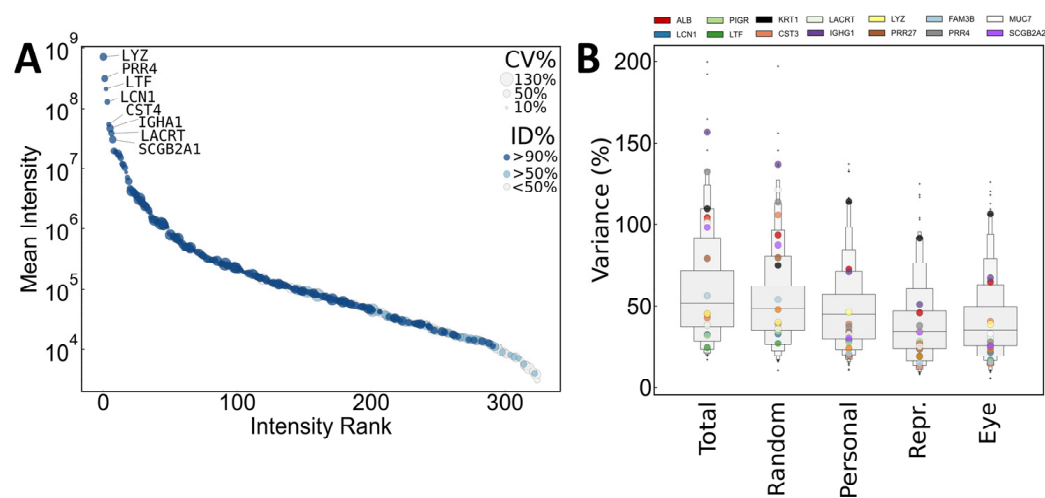 A
10^9
10^8
10^7
10^6
10^5
10^4
Mean Intensity
LYZ
PRR4
LTF
LCN1
CST4
IGHA1
LACRT
SCGB2A1
CV%
130%
50%
10%
ID%
>90%
>50%
<50%
0
100
200
300
Intensity Rank
B
ALB PIGR KRT1 LACRT LYZ FAM3B MUC7
LCN1 LTF CST3 IGHG1 PRR27 PRR4 SCGB2A2
200
150
100
50
0
Variance (%)
Total
Random
Personal
Repr.
Eye